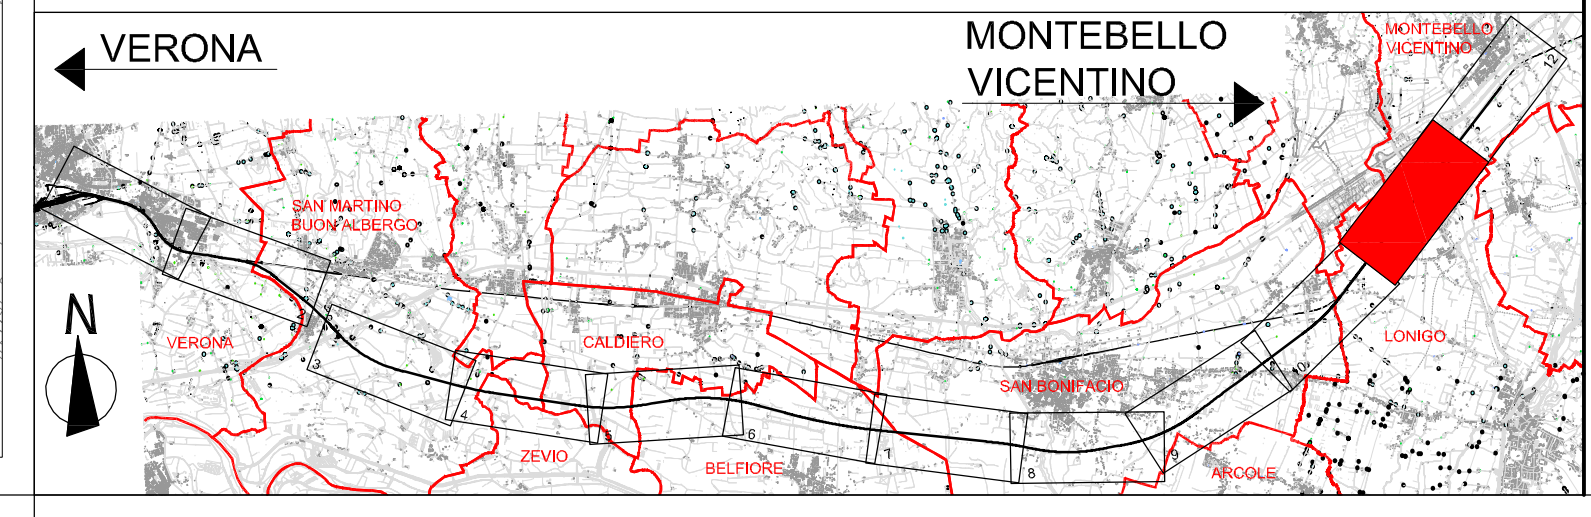 VERONA
MONTEBELLO
VICENTINO
MONTEBELLO
VICENTINO
12
SAN MARTINO
BUON ALBERGO
N
VERONA
3
CALDIERO
LONIGO
SAN BONIFACIO
10
4
5
6
7
8
9
ZEVIO
BELFIORE
ARCOLE